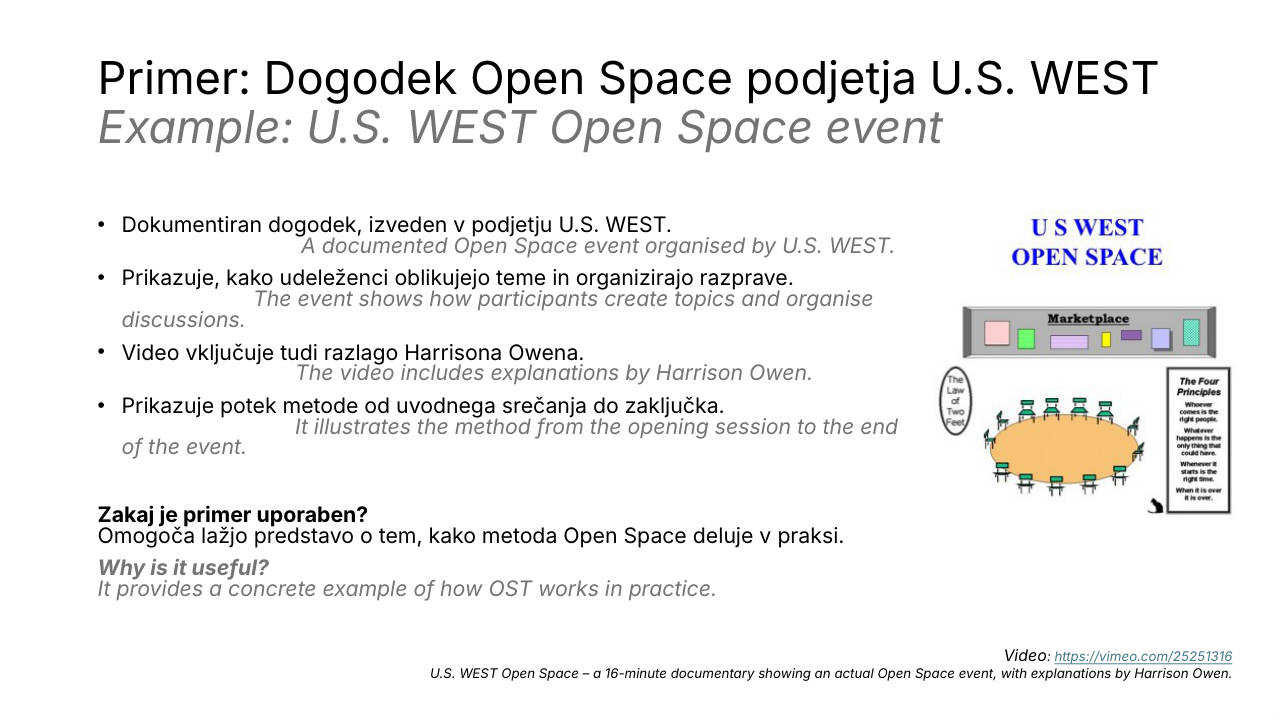 Primer: Dogodek Open Space podjetja U.S. WEST
Example: U.S. WEST Open Space event
• Dokumentiran dogodek, izveden v podjetju U.S. WEST.
A documented Open Space event organised by U.S. WEST.
• Prikazuje, kako udeleženci oblikujejo teme in organizirajo razprave.
The event shows how participants create topics and organise
discussions.
• Video vključuje tudi razlago Harrisona Owena.
The video includes explanations by Harrison Owen.
• Prikazuje potek metode od uvodnega srečanja do zaključka.
It illustrates the method from the opening session to the end
of the event.
Zakaj je primer uporaben?
Omogoča lažjo predstavo o tem, kako metoda Open Space deluje v praksi.
Why is it useful?
It provides a concrete example of how OST works in practice.
U S WEST
OPEN SPACE
Marketplace
The
Law
of
Two
Feet
The Four
Principles
Whoever
comes is the
right people.
Whatever
happens is the
only thing that
could have.
Whenever it
starts is the
right time.
When it is over
it is over.
Video: https://vimeo.com/25251316
U.S. WEST Open Space – a 16-minute documentary showing an actual Open Space event, with explanations by Harrison Owen.